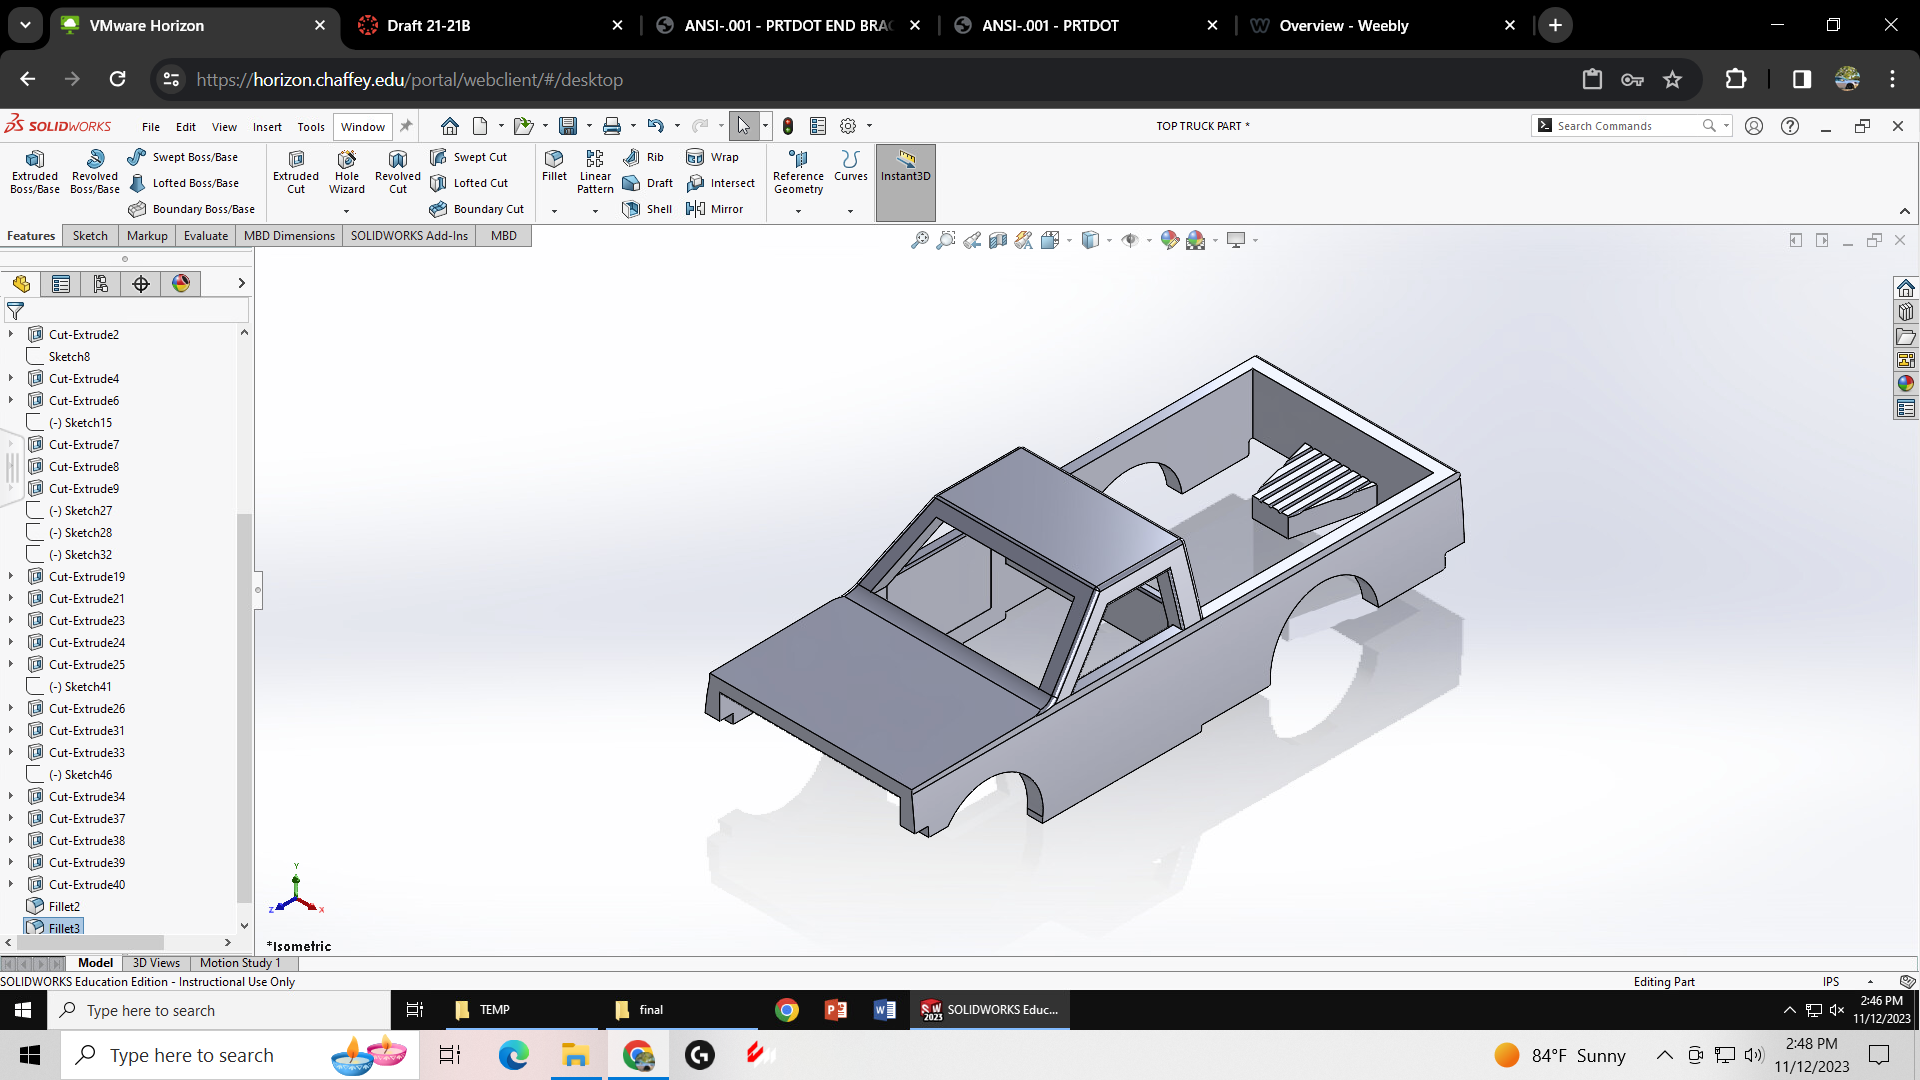 VMware Horizon
Draft 21-21B
ANSI-.001 - PRTDOT END BRAC
ANSI-.001 - PRTDOT
Overview - Weebly
https://horizon.chaffey.edu/portal/webclient/#/desktop
SOLIDWORKS
File Edit View Insert Tools Window
TOP TRUCK PART *
Search Commands
Extruded Boss/Base
Revolved Boss/Base
Swept Boss/Base
Lofted Boss/Base
Boundary Boss/Base
Extruded Cut
Hole Wizard
Revolved Cut
Swept Cut
Lofted Cut
Boundary Cut
Fillet
Linear Pattern
Rib
Draft
Shell
Wrap
Intersect
Mirror
Reference Geometry
Curves
Instant3D
Features Sketch Markup Evaluate MBD Dimensions SOLIDWORKS Add-Ins MBD
Cut-Extrude2
Sketch8
Cut-Extrude4
Cut-Extrude6
(-) Sketch15
Cut-Extrude7
Cut-Extrude8
Cut-Extrude9
(-) Sketch27
(-) Sketch28
(-) Sketch32
Cut-Extrude19
Cut-Extrude21
Cut-Extrude23
Cut-Extrude24
Cut-Extrude25
(-) Sketch41
Cut-Extrude26
Cut-Extrude31
Cut-Extrude33
(-) Sketch46
Cut-Extrude34
Cut-Extrude37
Cut-Extrude38
Cut-Extrude39
Cut-Extrude40
Fillet2
Fillet3
Y
Z X
*Isometric
Model 3D Views Motion Study 1
SOLIDWORKS Education Edition - Instructional Use Only
Editing Part
IPS
Type here to search
TEMP
final
SW 2023
SOLIDWORKS Educ...
2:46 PM
11/12/2023
Type here to search
84°F Sunny
2:48 PM
11/12/2023